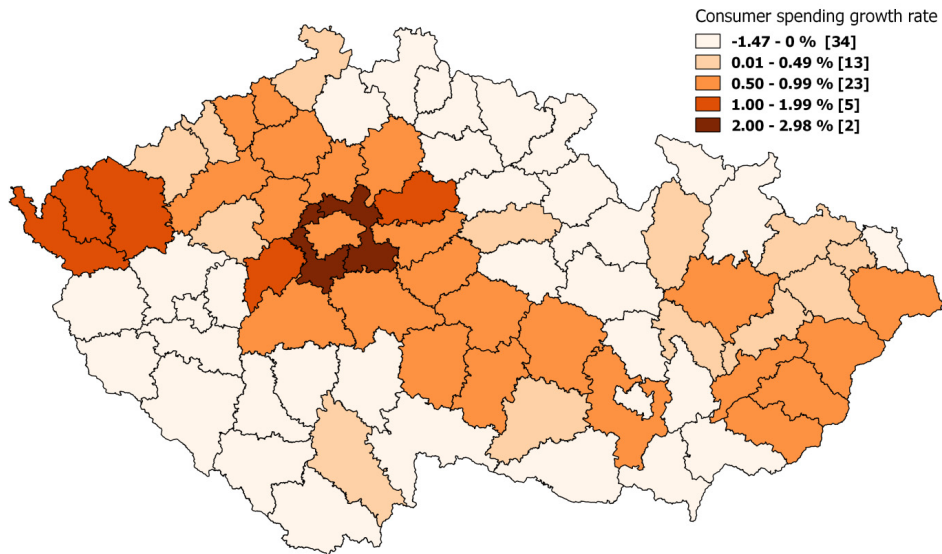 Consumer spending growth rate
-1.47 - 0 % [34]
0.01 - 0.49 % [13]
0.50 - 0.99 % [23]
1.00 - 1.99 % [5]
2.00 - 2.98 % [2]